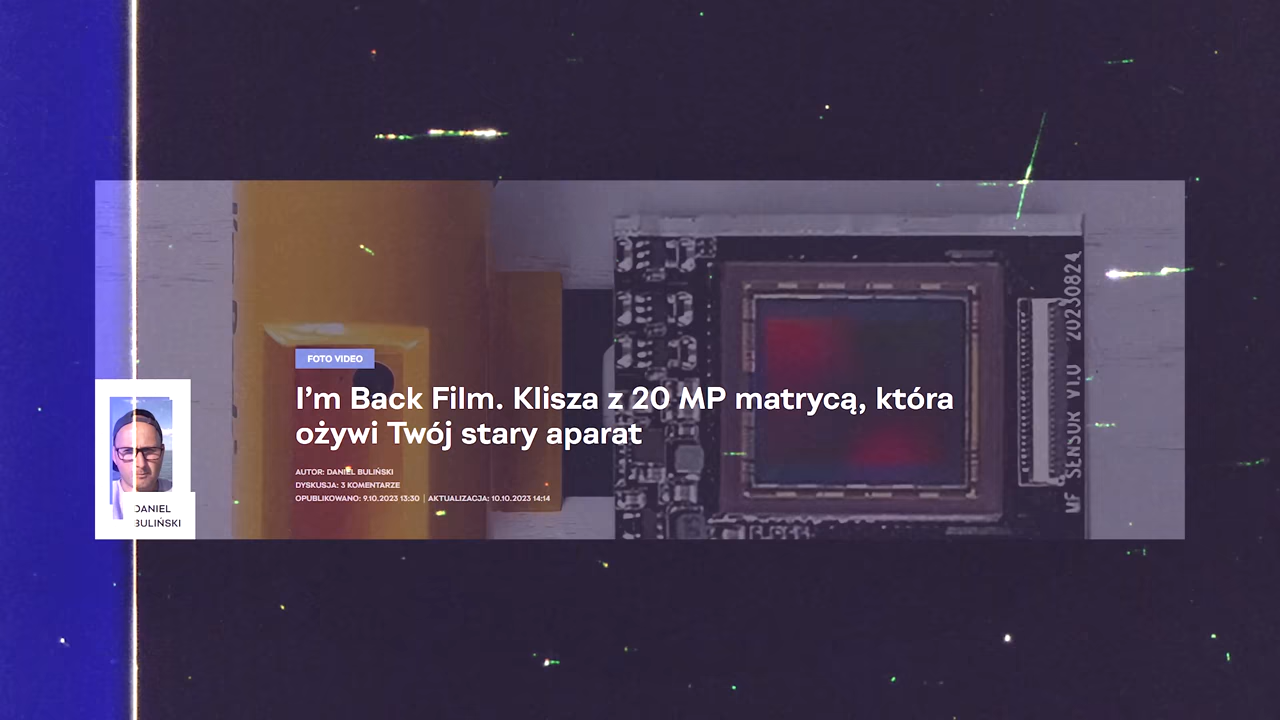 FOTO VIDEO
I’m Back Film. Klisza z 20 MP matrycą, która
ożywi Twój stary aparat
AUTOR: DANIEL BULIŃSKI
DYSKUSJA: 3 KOMENTARZE
OPUBLIKOWANO: 9.10.2023 13:30 | AKTUALIZACJA: 10.10.2023 14:14
DANIEL
BULIŃSKI
MF SENSOR V1.0 20230824